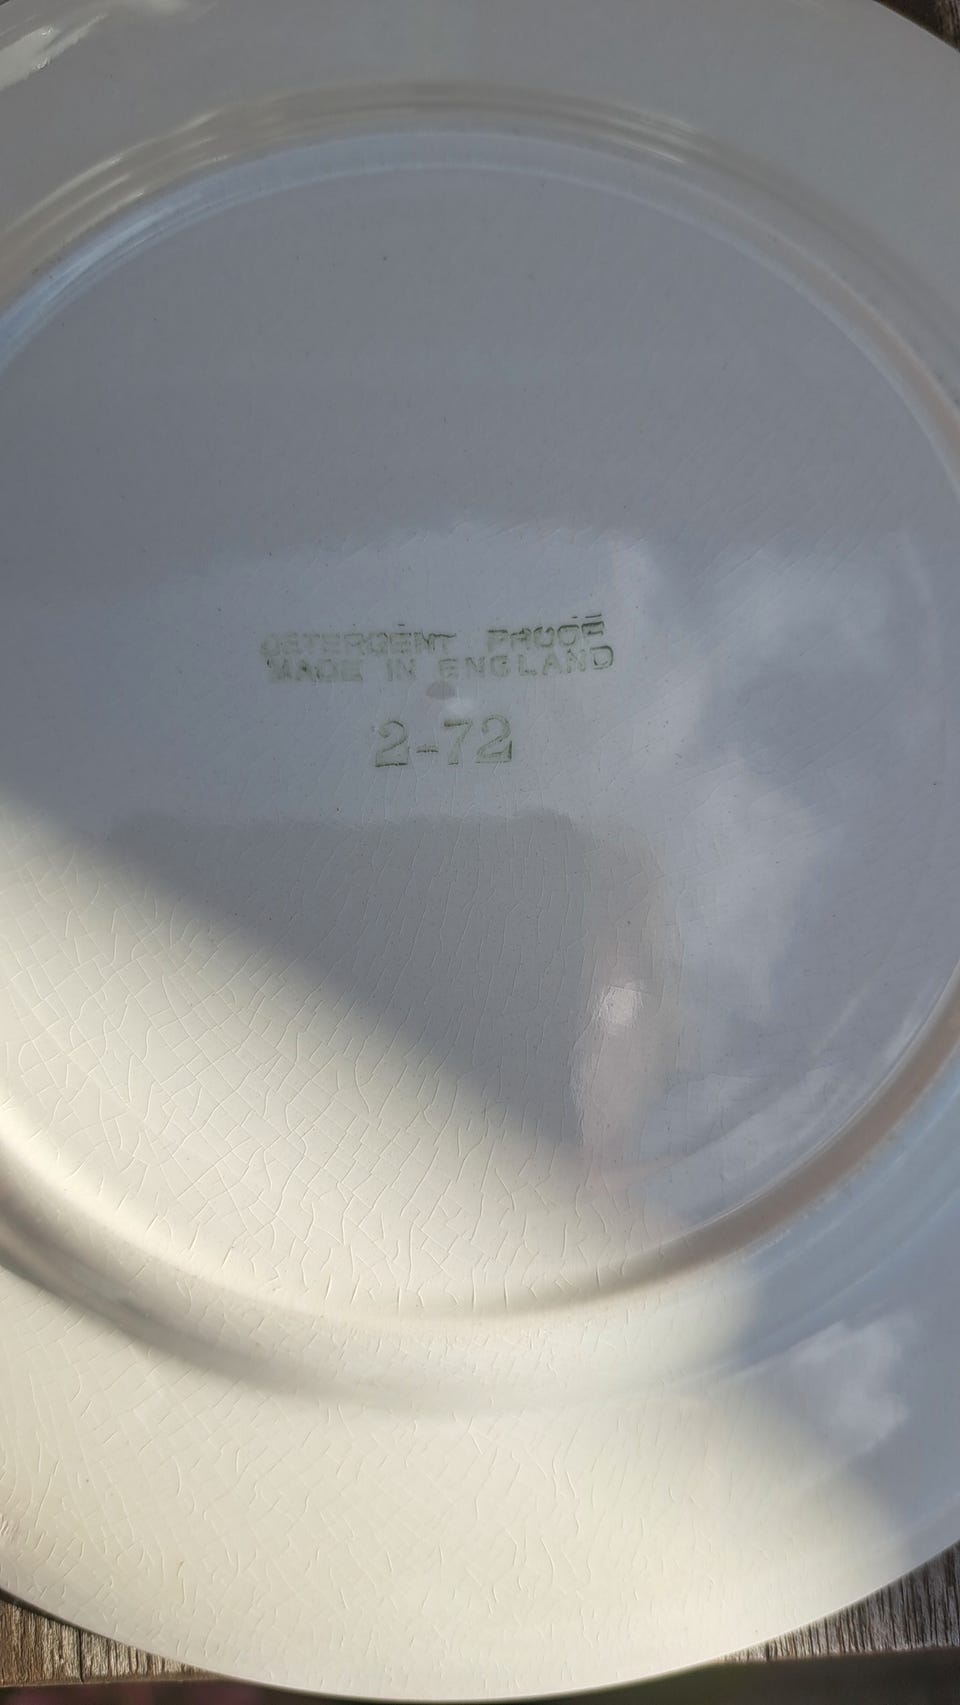 DETERGENT PROOF
MADE IN ENGLAND
2-72